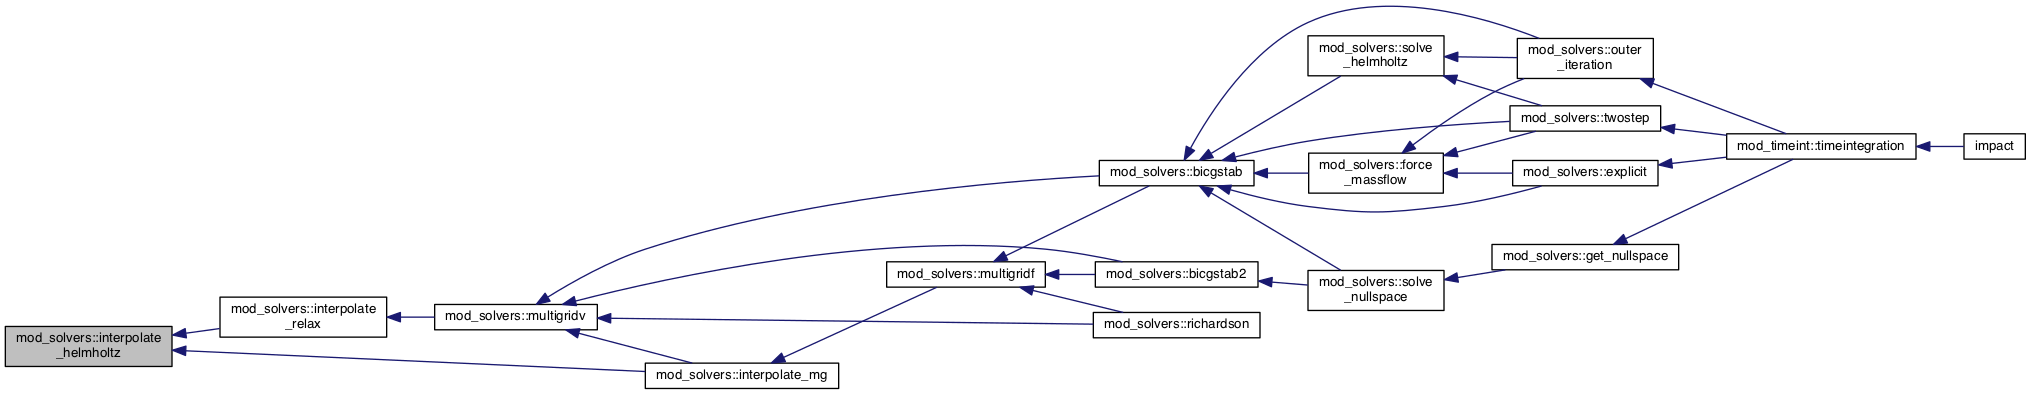 mod_solvers::interpolate
_helmholtz
mod_solvers::interpolate
_relax
mod_solvers::multigridv
mod_solvers::interpolate_mg
mod_solvers::multigridf
mod_solvers::bicgstab
mod_solvers::bicgstab2
mod_solvers::richardson
mod_solvers::solve
_helmholtz
mod_solvers::force
_massflow
mod_solvers::solve
_nullspace
mod_solvers::outer
_iteration
mod_solvers::twostep
mod_solvers::explicit
mod_solvers::get_nullspace
mod_timeint::timeintegration
impact